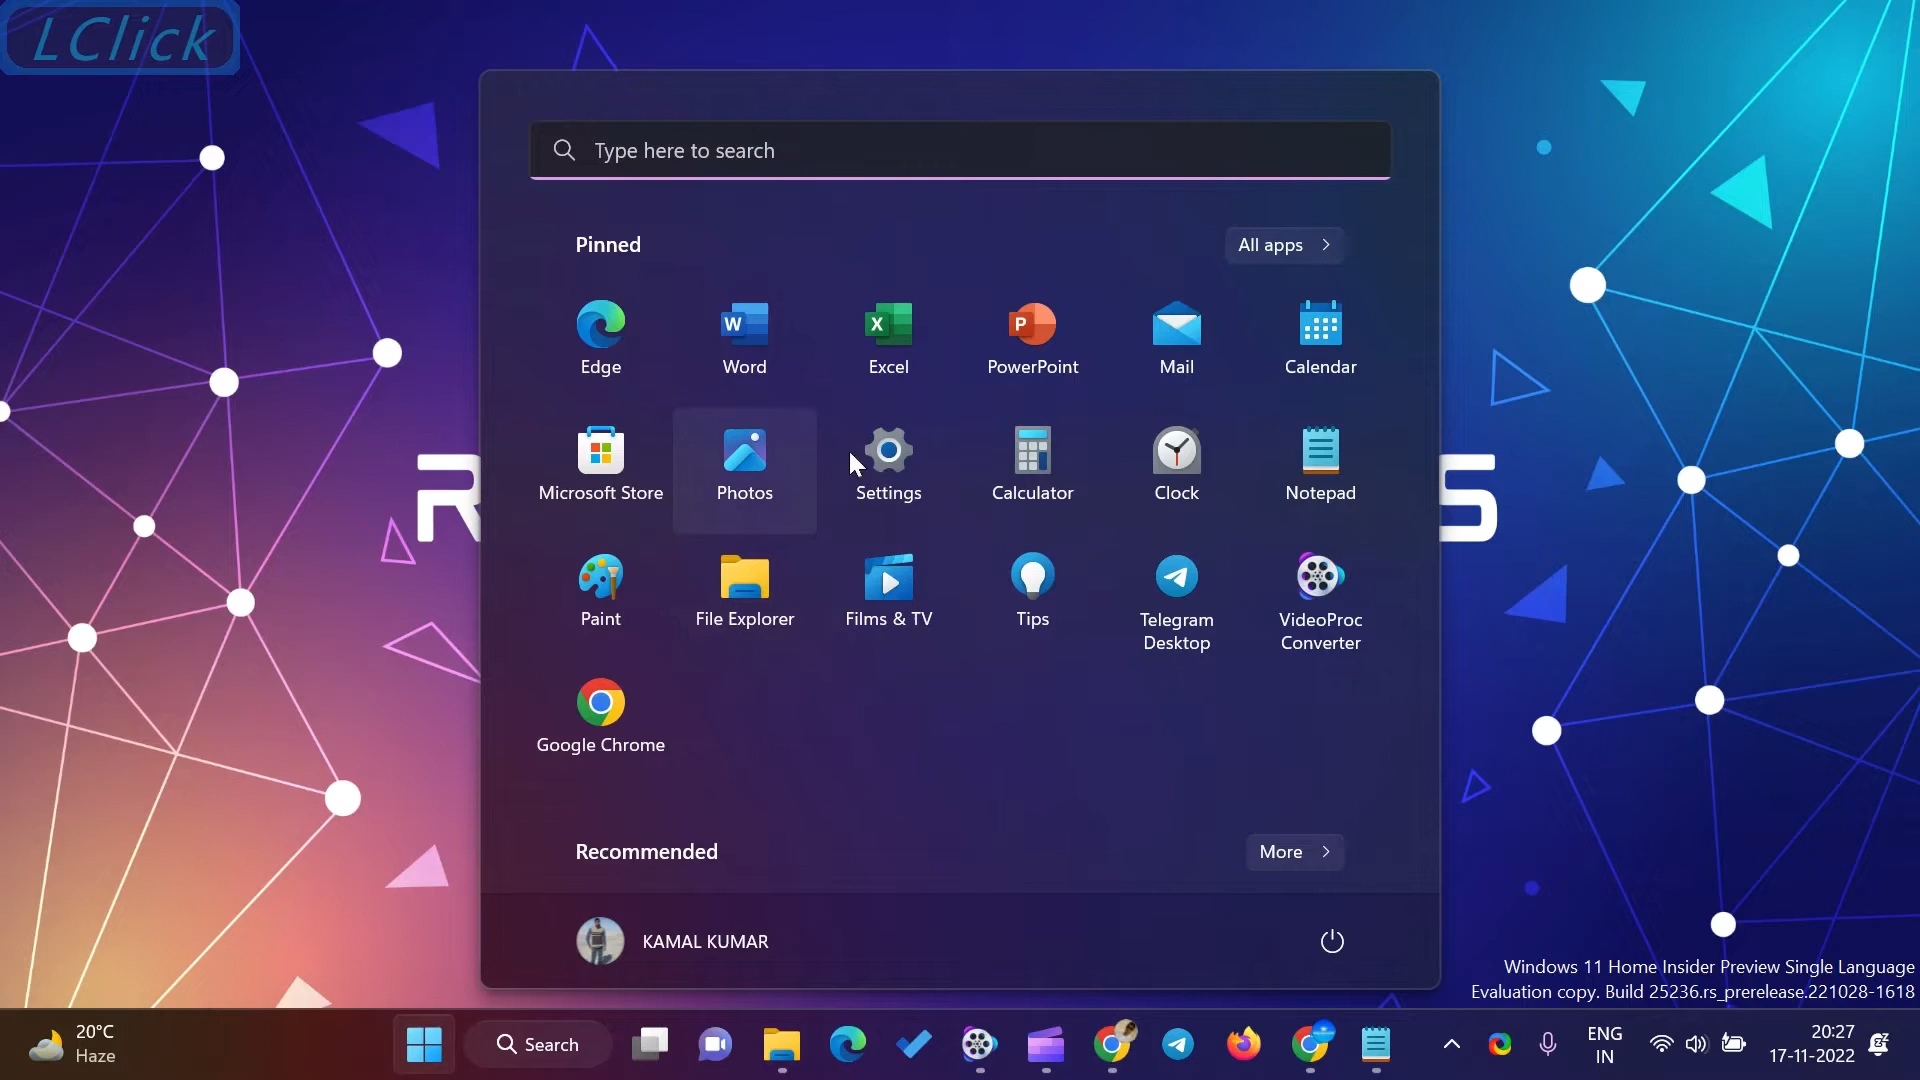 LClick
Type here to search
Pinned
All apps
Edge
Word
Excel
PowerPoint
Mail
Calendar
Microsoft Store
Photos
Settings
Calculator
Clock
Notepad
Paint
File Explorer
Films & TV
Tips
Telegram
Desktop
VideoProc
Converter
Google Chrome
R
S
Recommended
More
KAMAL KUMAR
Windows 11 Home Insider Preview Single Language
Evaluation copy. Build 25236.rs_prerelease.221028-1618
20°C
Haze
Search
ENG
IN
20:27
17-11-2022